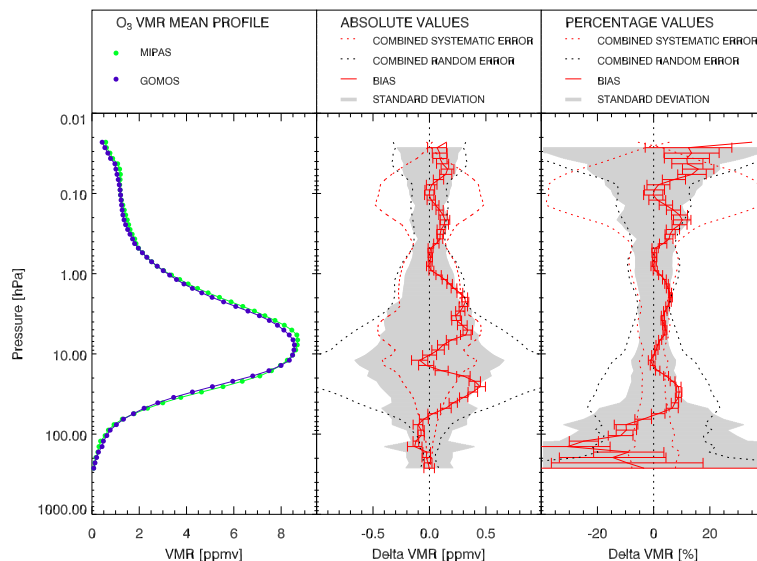 O₃ VMR MEAN PROFILE
MIPAS
GOMOS
ABSOLUTE VALUES
COMBINED SYSTEMATIC ERROR
COMBINED RANDOM ERROR
BIAS
STANDARD DEVIATION
PERCENTAGE VALUES
COMBINED SYSTEMATIC ERROR
COMBINED RANDOM ERROR
BIAS
STANDARD DEVIATION
Pressure [hPa]
0.01
0.10
1.00
10.00
100.00
1000.00
0 2 4 6 8
VMR [ppmv]
-0.5 0.0 0.5
Delta VMR [ppmv]
-20 0 20
Delta VMR [%]